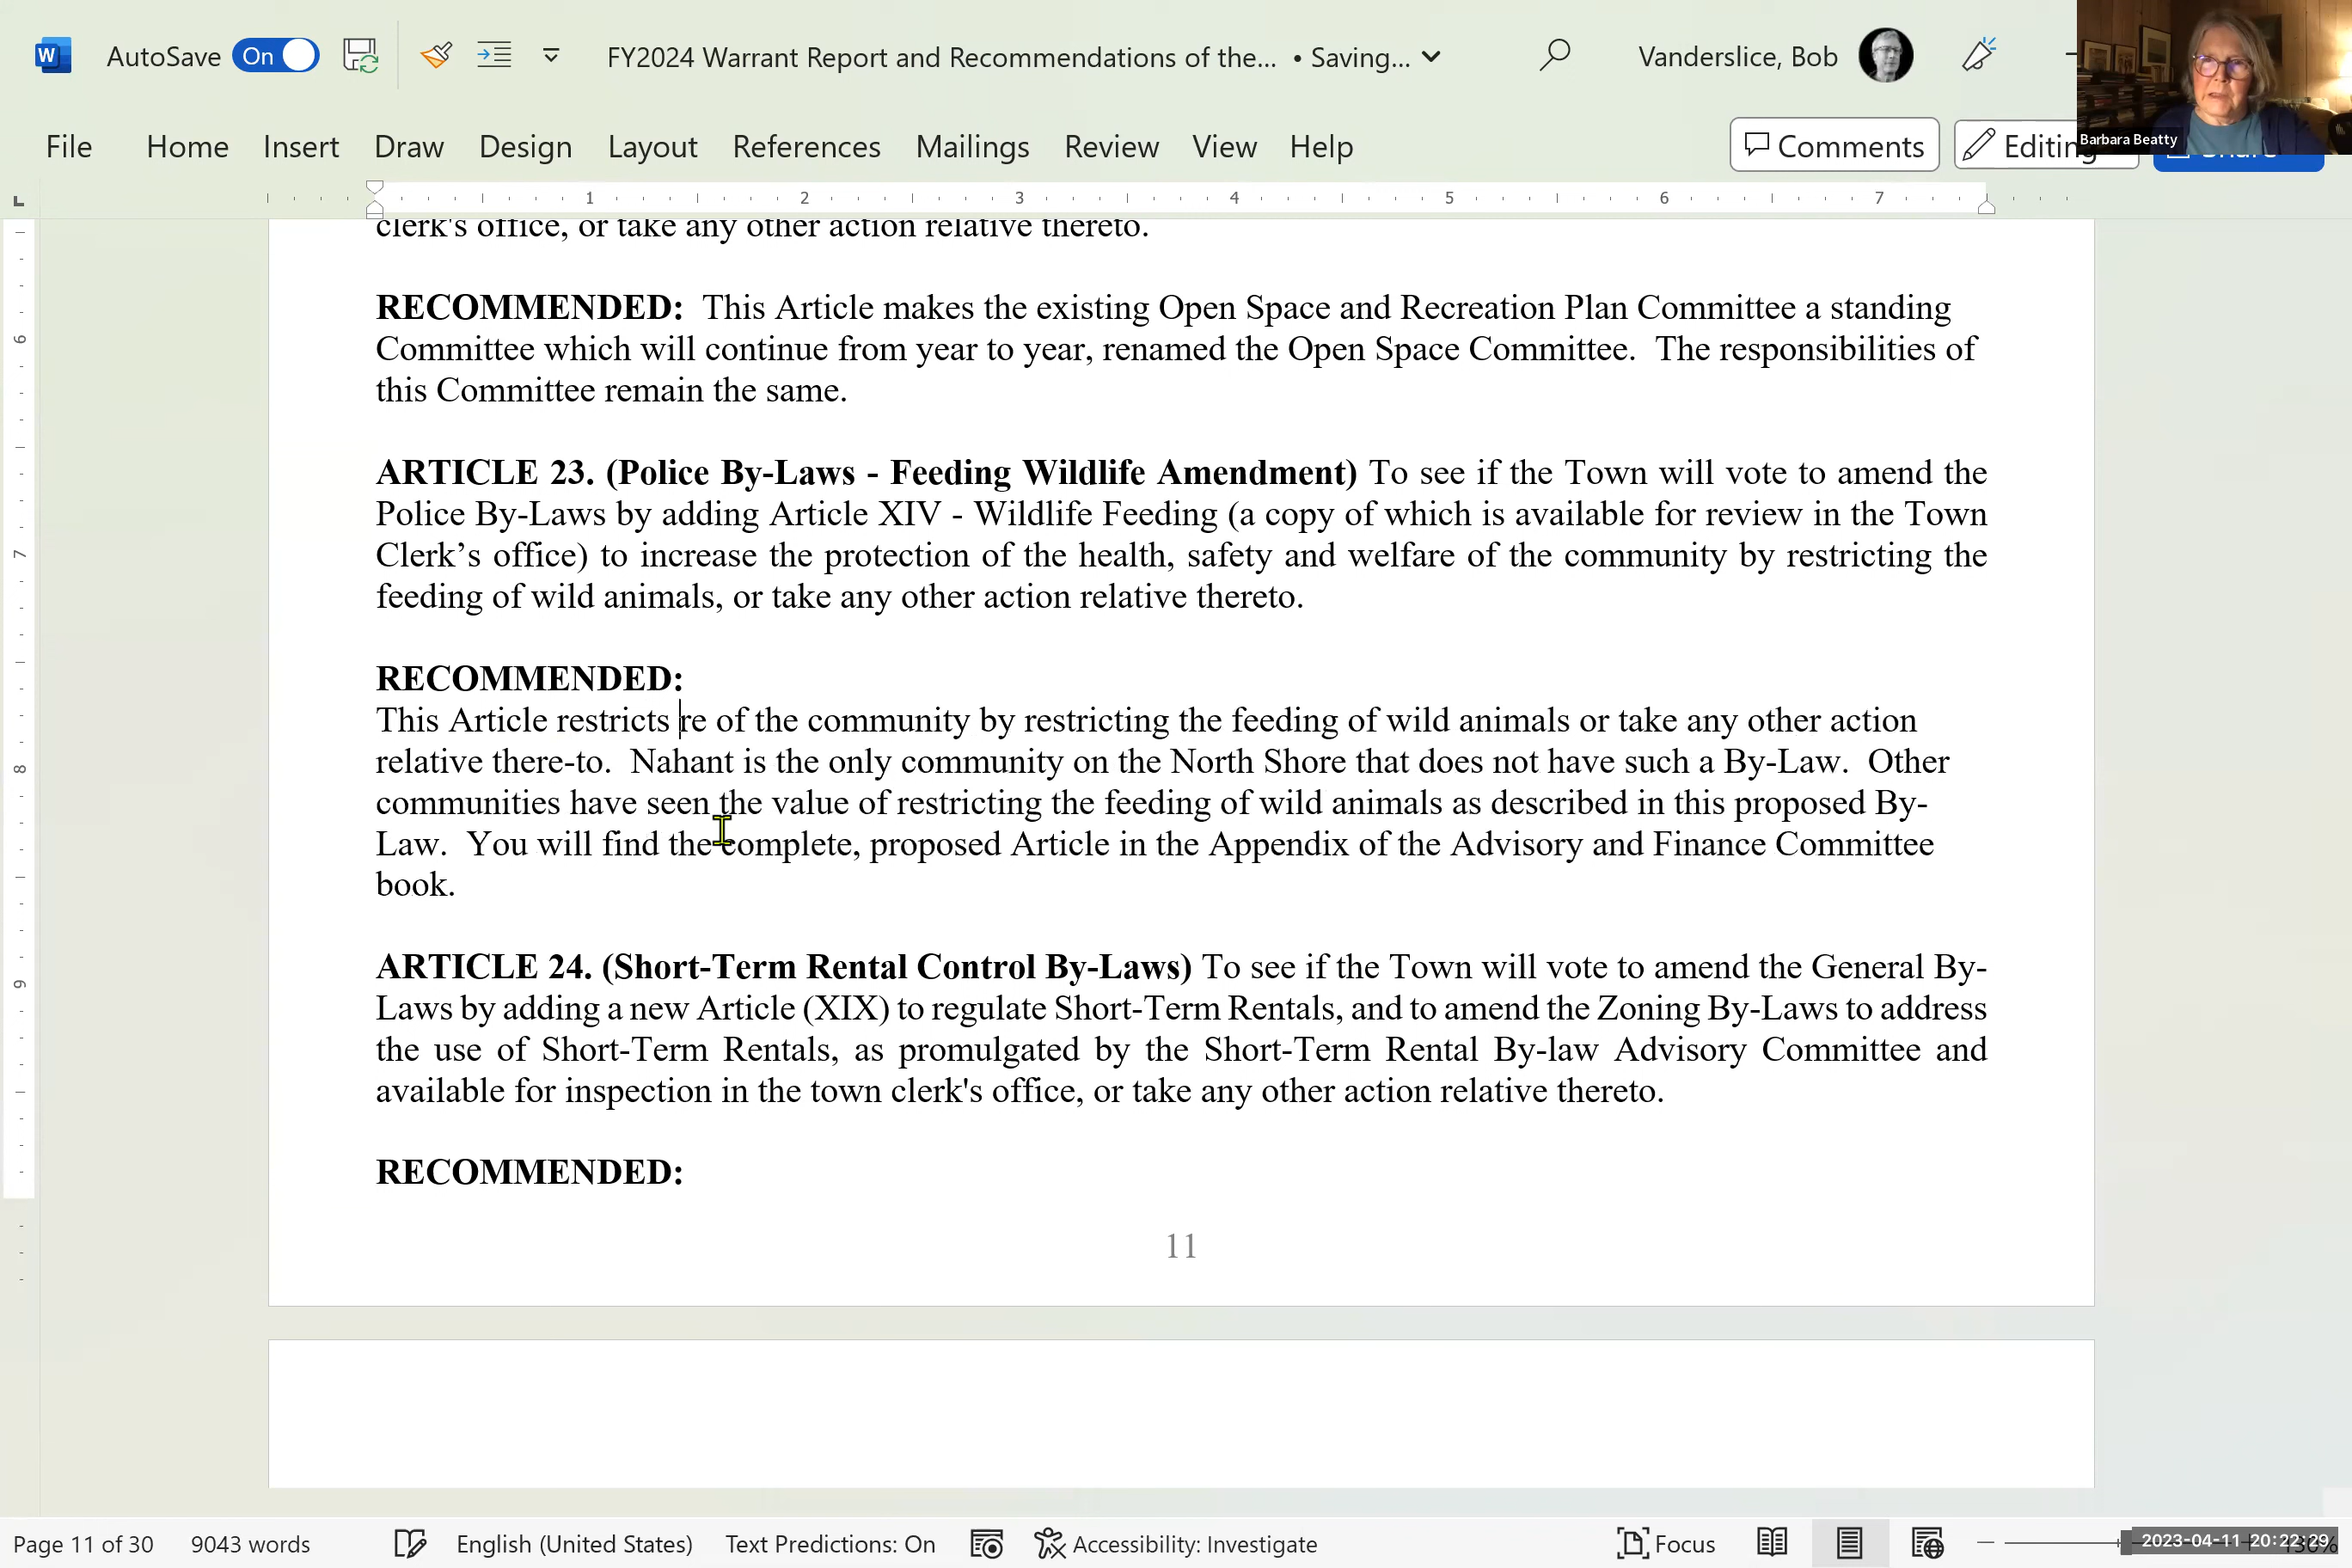 W AutoSave On FY2024 Warrant Report and Recommendations of the... • Saving... Vanderslice, Bob
Barbara Beatty
File Home Insert Draw Design Layout References Mailings Review View Help Comments
L 1 2 3 4 5 6 7
clerk's office, or take any other action relative thereto.
RECOMMENDED: This Article makes the existing Open Space and Recreation Plan Committee a standing
6
Committee which will continue from year to year, renamed the Open Space Committee. The responsibilities of
this Committee remain the same.
ARTICLE 23. (Police By-Laws - Feeding Wildlife Amendment) To see if the Town will vote to amend the
Police By-Laws by adding Article XIV - Wildlife Feeding (a copy of which is available for review in the Town
7
Clerk’s office) to increase the protection of the health, safety and welfare of the community by restricting the
feeding of wild animals, or take any other action relative thereto.
RECOMMENDED:
This Article restricts re of the community by restricting the feeding of wild animals or take any other action
8
relative there-to. Nahant is the only community on the North Shore that does not have such a By-Law. Other
communities have seen the value of restricting the feeding of wild animals as described in this proposed By-
Law. You will find the complete, proposed Article in the Appendix of the Advisory and Finance Committee
book.
ARTICLE 24. (Short-Term Rental Control By-Laws) To see if the Town will vote to amend the General By-
9
Laws by adding a new Article (XIX) to regulate Short-Term Rentals, and to amend the Zoning By-Laws to address
the use of Short-Term Rentals, as promulgated by the Short-Term Rental By-law Advisory Committee and
available for inspection in the town clerk's office, or take any other action relative thereto.
RECOMMENDED:
11
Page 11 of 30 9043 words English (United States) Text Predictions: On Accessibility: Investigate Focus 2023-04-11 20:22:29